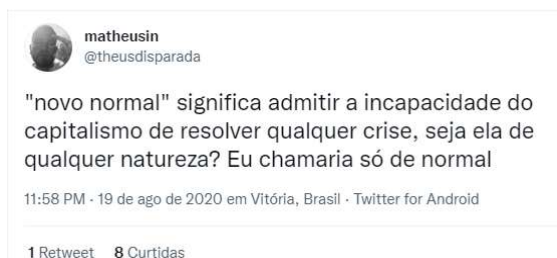 matheusin
@theusdisparada
"novo normal" significa admitir a incapacidade do
capitalismo de resolver qualquer crise, seja ela de
qualquer natureza? Eu chamaria só de normal
11:58 PM · 19 de ago de 2020 em Vitória, Brasil · Twitter for Android
1 Retweet 8 Curtidas